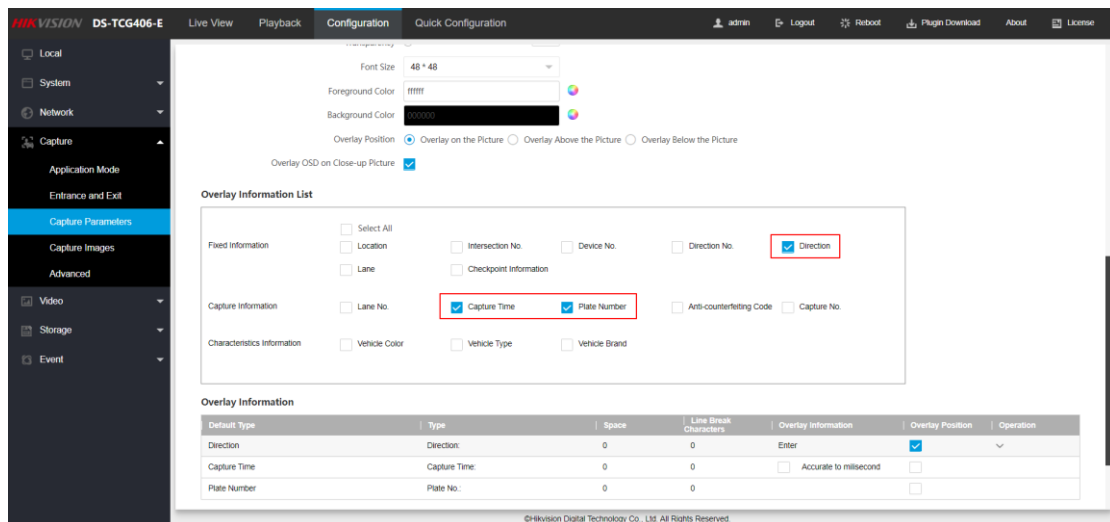 HIKVISION DS-TCG406-E Live View Playback Configuration Quick Configuration admin Logout Reboot Plugin Download About License
Local
System
Network
Capture
Application Mode
Entrance and Exit
Capture Parameters
Capture Images
Advanced
Video
Storage
Event
Font Size 48 * 48
Foreground Color ffffff
Background Color 000000
Overlay Position Overlay on the Picture Overlay Above the Picture Overlay Below the Picture
Overlay OSD on Close-up Picture
Overlay Information List
Select All
Fixed Information Location Intersection No. Device No. Direction No. Direction
Lane Checkpoint Information
Capture Information Lane No. Capture Time Plate Number Anti-counterfeiting Code Capture No.
Characteristics Information Vehicle Color Vehicle Type Vehicle Brand
Overlay Information
Default Type Type Space Line Break Characters Overlay Information Overlay Position Operation
Direction Direction: 0 0 Enter
Capture Time Capture Time: 0 0 Accurate to milisecond
Plate Number Plate No.: 0 0
©Hikvision Digital Technology Co., Ltd. All Rights Reserved.